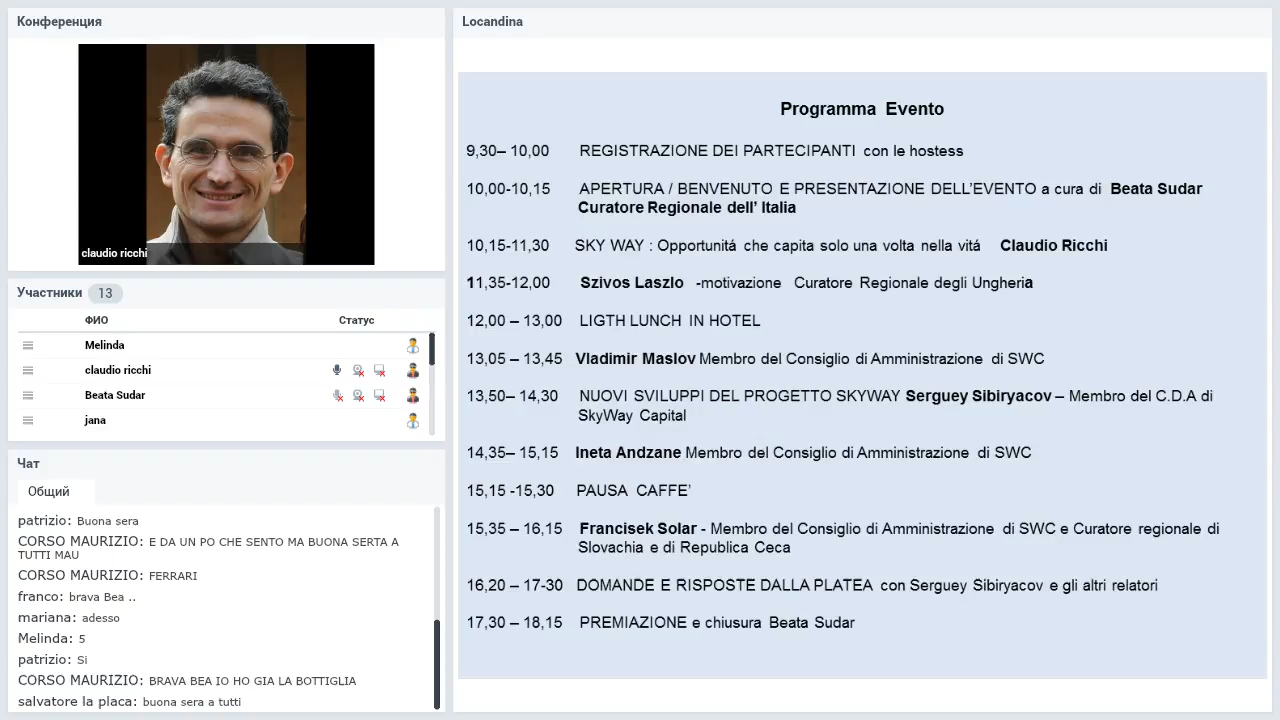 Конференция
claudio ricchi
Участники 13
ФИО Статус
Melinda
claudio ricchi
Beata Sudar
jana
Чат
Общий
patrizio: Buona sera
CORSO MAURIZIO: E DA UN PO CHE SENTO MA BUONA SERTA A
TUTTI MAU
CORSO MAURIZIO: FERRARI
franco: brava Bea ..
mariana: adesso
Melinda: 5
patrizio: Si
CORSO MAURIZIO: BRAVA BEA IO HO GIA LA BOTTIGLIA
salvatore la placa: buona sera a tutti
Locandina
Programma Evento
9,30– 10,00 REGISTRAZIONE DEI PARTECIPANTI con le hostess
10,00-10,15 APERTURA / BENVENUTO E PRESENTAZIONE DELL’EVENTO a cura di Beata Sudar
Curatore Regionale dell’ Italia
10,15-11,30 SKY WAY : Opportunitá che capita solo una volta nella vitá Claudio Ricchi
11,35-12,00 Szivos Laszlo -motivazione Curatore Regionale degli Ungheria
12,00 – 13,00 LIGTH LUNCH IN HOTEL
13,05 – 13,45 Vladimir Maslov Membro del Consiglio di Amministrazione di SWC
13,50– 14,30 NUOVI SVILUPPI DEL PROGETTO SKYWAY Serguey Sibiryacov – Membro del C.D.A di
SkyWay Capital
14,35– 15,15 Ineta Andzane Membro del Consiglio di Amministrazione di SWC
15,15 -15,30 PAUSA CAFFE’
15,35 – 16,15 Francisek Solar - Membro del Consiglio di Amministrazione di SWC e Curatore regionale di
Slovachia e di Republica Ceca
16,20 – 17-30 DOMANDE E RISPOSTE DALLA PLATEA con Serguey Sibiryacov e gli altri relatori
17,30 – 18,15 PREMIAZIONE e chiusura Beata Sudar